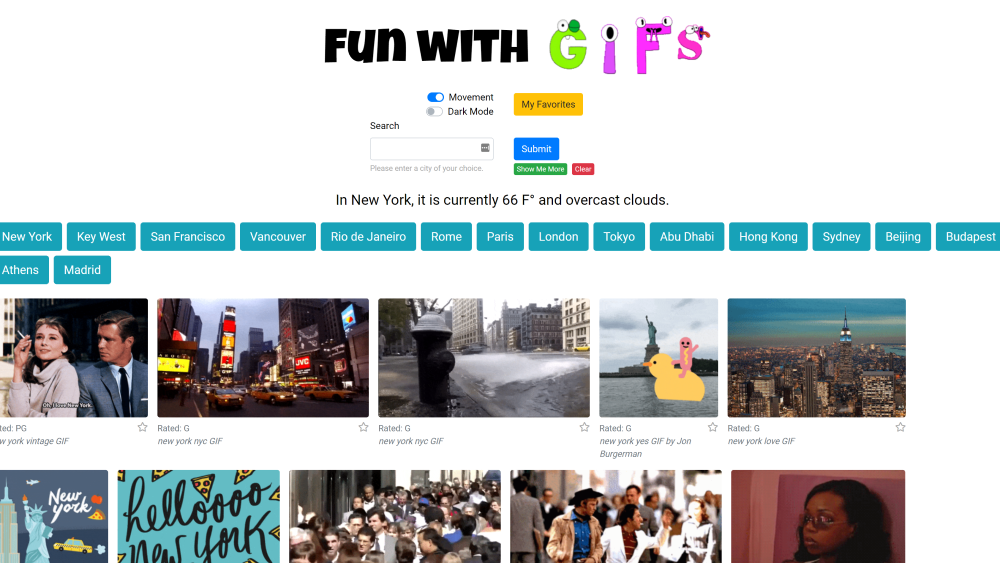 Fun with GiFs
Movement
My Favorites
Dark Mode
Search
Submit
Please enter a city of your choice.
Show Me More Clear
In New York, it is currently 66 F° and overcast clouds.
New York Key West San Francisco Vancouver Rio de Janeiro Rome Paris London Tokyo Abu Dhabi Hong Kong Sydney Beijing Budapest
Athens Madrid
Oh, I love New York.
JVC
ted: PG Rated: G Rated: G Rated: G Rated: G
w york vintage GIF new york nyc GIF new york nyc GIF new york yes GIF by Jon new york love GIF
Burgerman
New
York
hellooo
new york